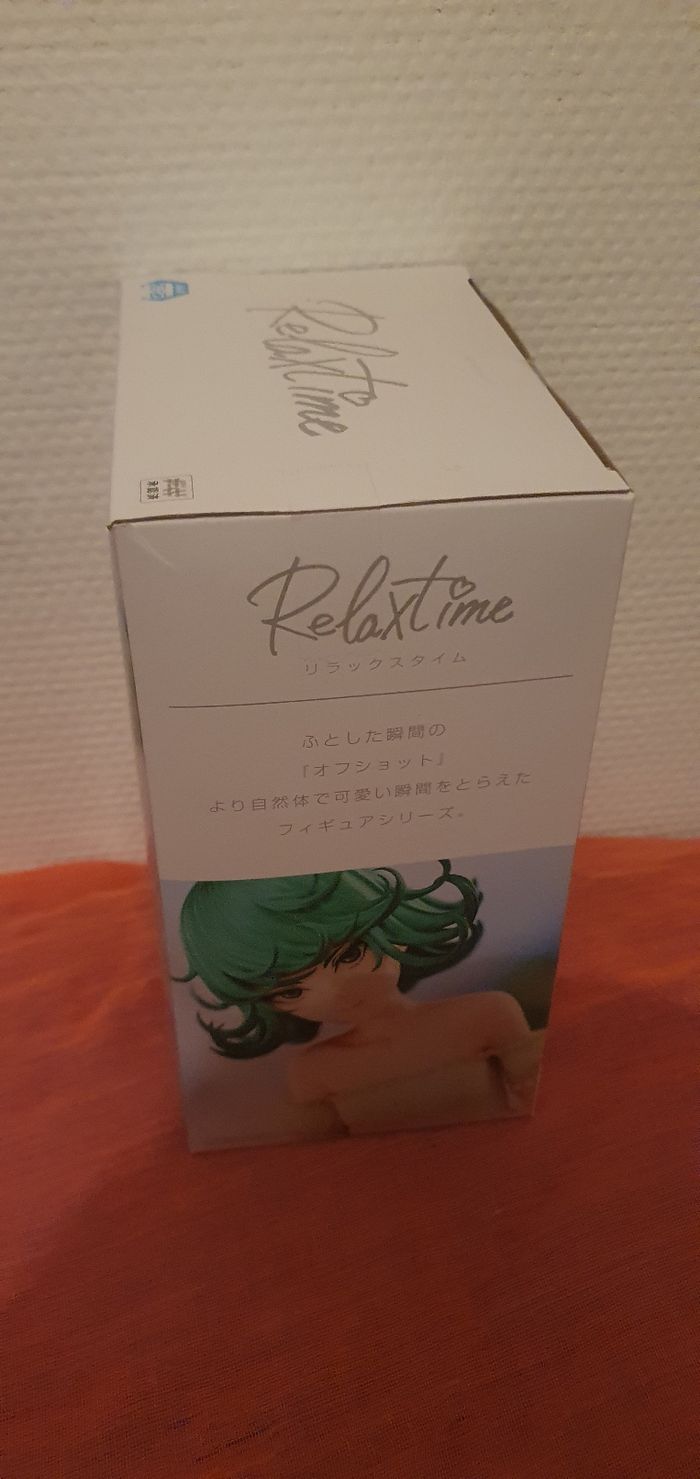 Relaxtime
Relaxtime
リラックスタイム
ふとした瞬間の
『オフショット』
より自然体で可愛い瞬間をとらえた
フィギュアシリーズ。